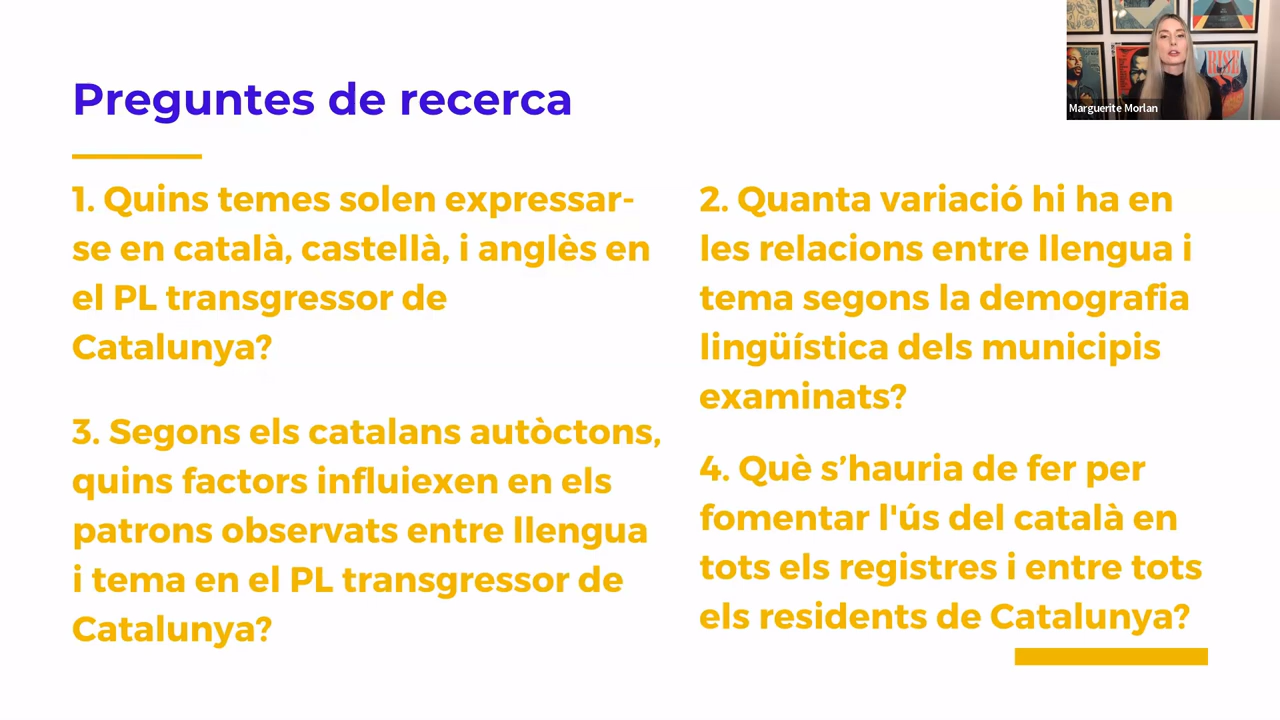 Preguntes de recerca
1. Quins temes solen expressar-
se en català, castellà, i anglès en
el PL transgressor de
Catalunya?
3. Segons els catalans autòctons,
quins factors influiexen en els
patrons observats entre llengua
i tema en el PL transgressor de
Catalunya?
2. Quanta variació hi ha en
les relacions entre llengua i
tema segons la demografia
lingüística dels municipis
examinats?
4. Què s’hauria de fer per
fomentar l'ús del català en
tots els registres i entre tots
els residents de Catalunya?
RISE
Marguerite Morlan